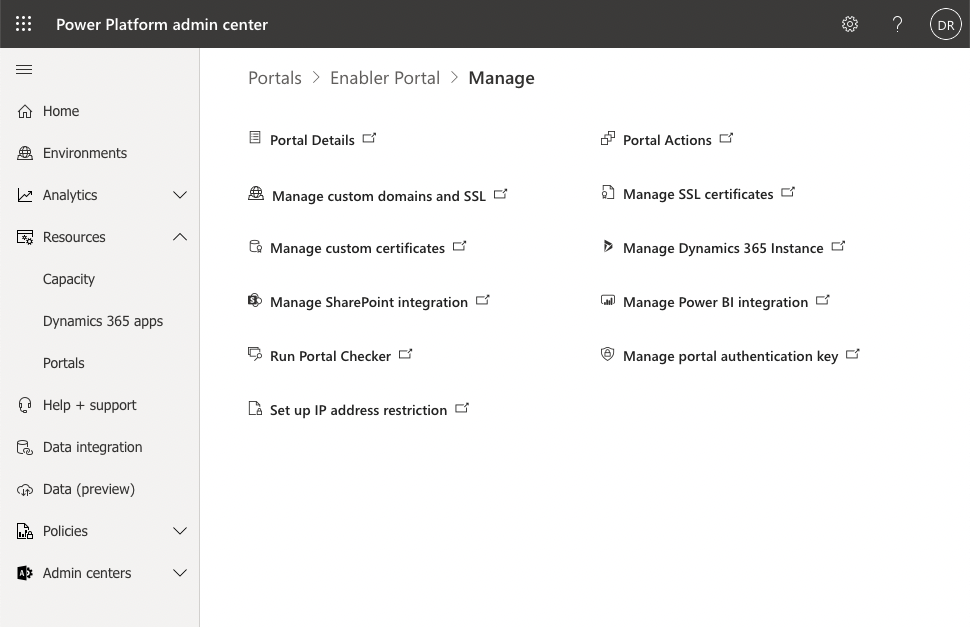 Power Platform admin center
?
DR
Home
Environments
Analytics
Resources
Capacity
Dynamics 365 apps
Portals
Help + support
Data integration
Data (preview)
Policies
Admin centers
Portals > Enabler Portal > Manage
Portal Details
Portal Actions
Manage custom domains and SSL
Manage SSL certificates
Manage custom certificates
Manage Dynamics 365 Instance
Manage SharePoint integration
Manage Power BI integration
Run Portal Checker
Manage portal authentication key
Set up IP address restriction